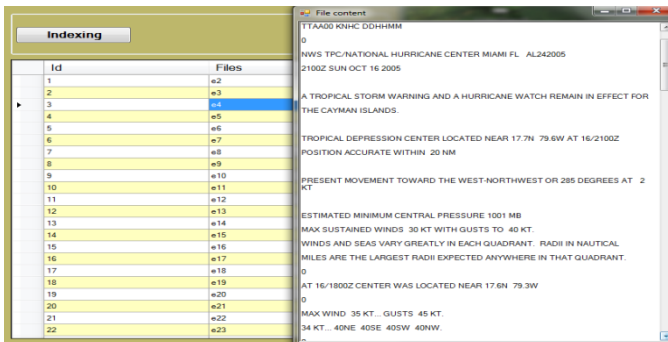 Indexing
Id Files
1 e2
2 e3
3 e4
4 e5
5 e6
6 e7
7 e8
8 e9
9 e10
10 e11
11 e12
12 e13
13 e14
14 e15
15 e16
16 e17
17 e18
18 e19
19 e20
20 e21
21 e22
22 e23
File content
TTAA00 KNHC DDHHMM
0
NWS TPC/NATIONAL HURRICANE CENTER MIAMI FL AL242005
2100Z SUN OCT 16 2005
A TROPICAL STORM WARNING AND A HURRICANE WATCH REMAIN IN EFFECT FOR
THE CAYMAN ISLANDS.
TROPICAL DEPRESSION CENTER LOCATED NEAR 17.7N 79.6W AT 16/2100Z
POSITION ACCURATE WITHIN 20 NM
PRESENT MOVEMENT TOWARD THE WEST-NORTHWEST OR 285 DEGREES AT 2
KT
ESTIMATED MINIMUM CENTRAL PRESSURE 1001 MB
MAX SUSTAINED WINDS 30 KT WITH GUSTS TO 40 KT.
WINDS AND SEAS VARY GREATLY IN EACH QUADRANT. RADII IN NAUTICAL
MILES ARE THE LARGEST RADII EXPECTED ANYWHERE IN THAT QUADRANT.
0
AT 16/1800Z CENTER WAS LOCATED NEAR 17.6N 79.3W
0
MAX WIND 35 KT... GUSTS 45 KT.
34 KT... 40NE 40SE 40SW 40NW.